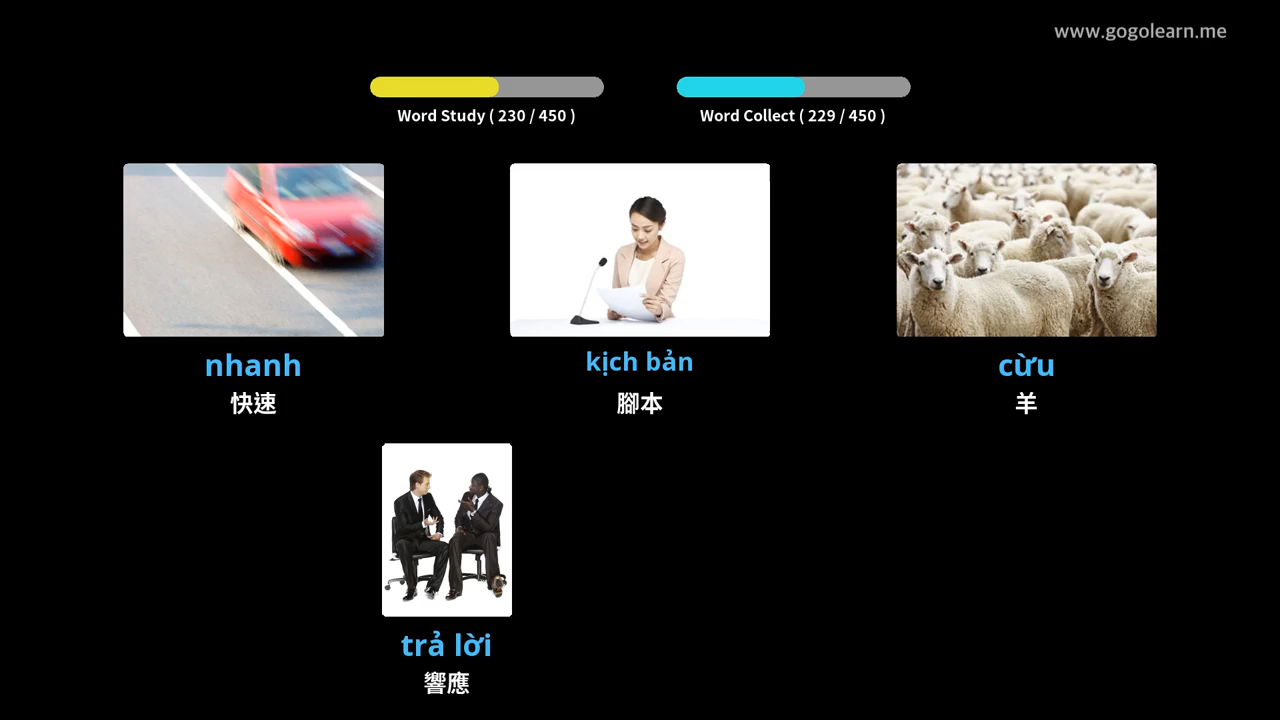 www.gogolearn.me
Word Study ( 230 / 450 )
Word Collect ( 229 / 450 )
nhanh
快速
kịch bản
腳本
cừu
羊
trả lời
響應